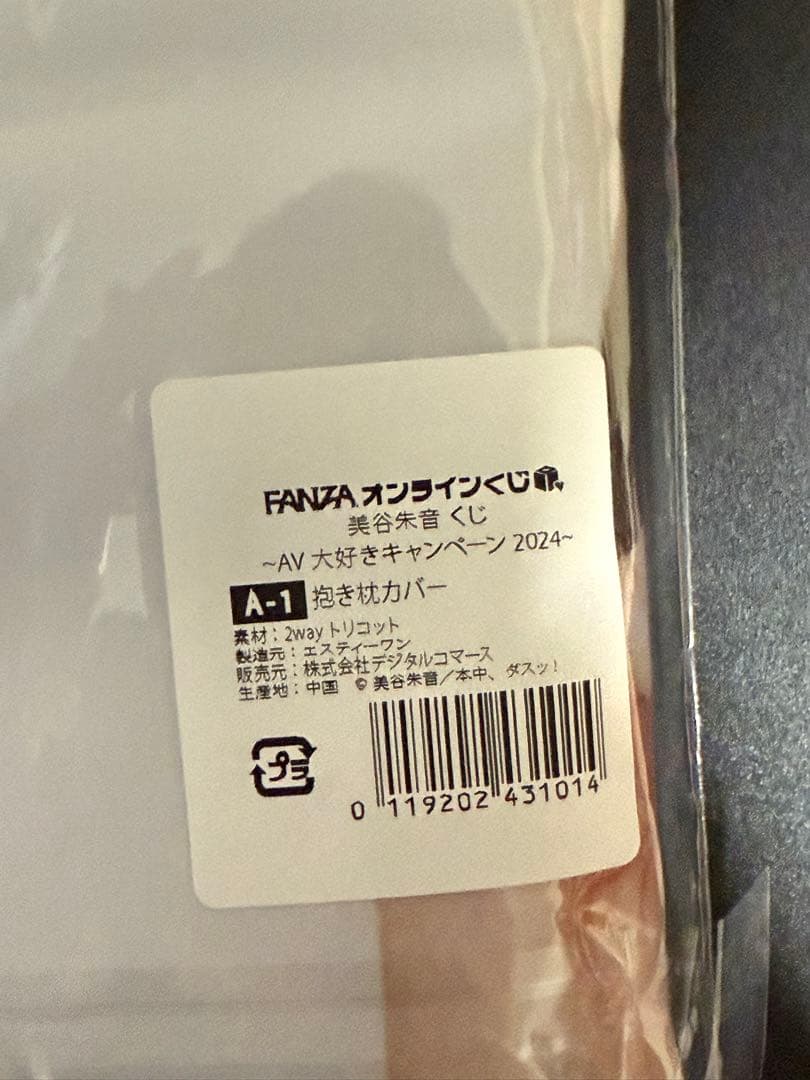 FANZA オンラインくじ
美谷朱音 くじ
~AV 大好きキャンペーン 2024~
A-1 抱き枕カバー
素材：2way トリコット
製造元：エスティーワン
販売元：株式会社デジタルコマース
生産地：中国 © 美谷朱音／本中、ダスッ！
プラ
0 119202 431014